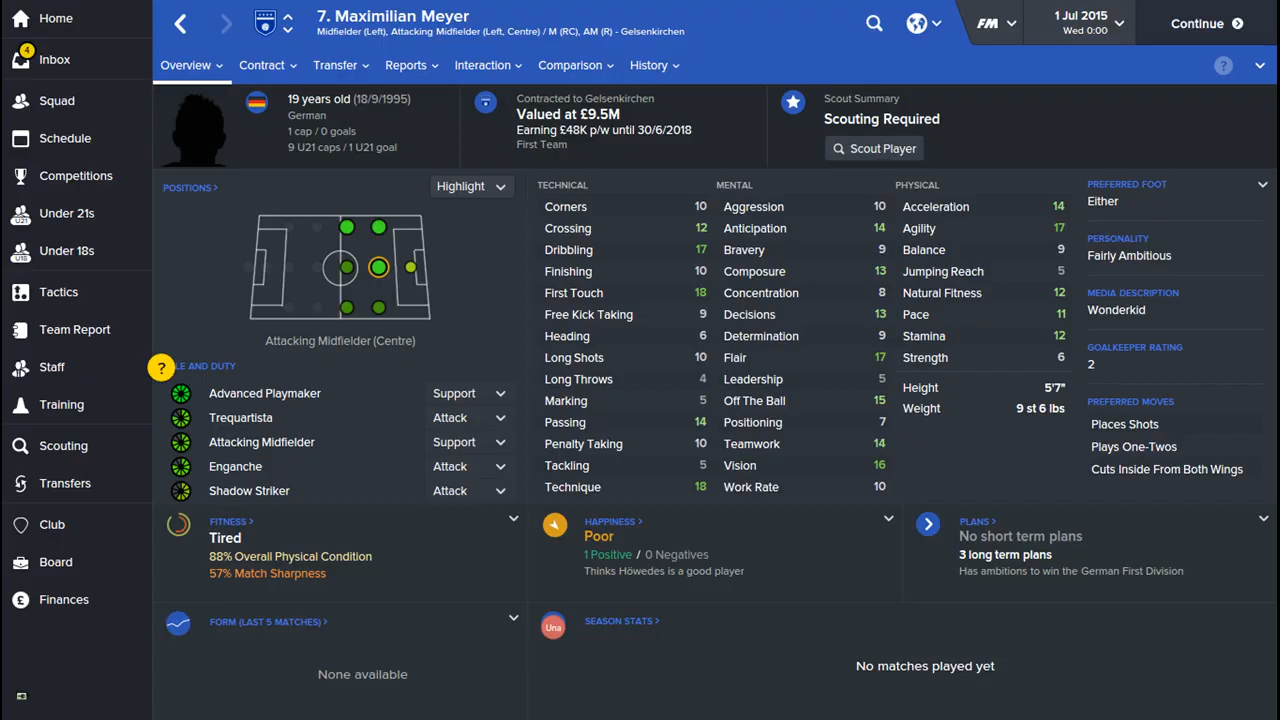 Home
Inbox
4
Squad
Schedule
Competitions
Under 21s
U21
Under 18s
U18
Tactics
Team Report
Staff
Training
Scouting
Transfers
Club
Board
Finances
7. Maximilian Meyer
Midfielder (Left), Attacking Midfielder (Left, Centre) / M (RC), AM (R) - Gelsenkirchen
FM
1 Jul 2015
Wed 0:00
Continue
Overview
Contract
Transfer
Reports
Interaction
Comparison
History
?
19 years old (18/9/1995)
German
1 cap / 0 goals
9 U21 caps / 1 U21 goal
Contracted to Gelsenkirchen
Valued at £9.5M
Earning £48K p/w until 30/6/2018
First Team
Scout Summary
Scouting Required
Scout Player
POSITIONS >
Highlight
Attacking Midfielder (Centre)
?
LE AND DUTY
Advanced Playmaker Support
Trequartista Attack
Attacking Midfielder Support
Enganche Attack
Shadow Striker Attack
TECHNICAL
Corners 10
Crossing 12
Dribbling 17
Finishing 10
First Touch 18
Free Kick Taking 9
Heading 6
Long Shots 10
Long Throws 4
Marking 5
Passing 14
Penalty Taking 10
Tackling 5
Technique 18
MENTAL
Aggression 10
Anticipation 14
Bravery 9
Composure 13
Concentration 8
Decisions 13
Determination 9
Flair 17
Leadership 5
Off The Ball 15
Positioning 7
Teamwork 14
Vision 16
Work Rate 10
PHYSICAL
Acceleration 14
Agility 17
Balance 9
Jumping Reach 5
Natural Fitness 12
Pace 11
Stamina 12
Strength 6
Height 5'7"
Weight 9 st 6 lbs
PREFERRED FOOT
Either
PERSONALITY
Fairly Ambitious
MEDIA DESCRIPTION
Wonderkid
GOALKEEPER RATING
2
PREFERRED MOVES
Places Shots
Plays One-Twos
Cuts Inside From Both Wings
FITNESS >
Tired
88% Overall Physical Condition
57% Match Sharpness
HAPPINESS >
Poor
1 Positive / 0 Negatives
Thinks Höwedes is a good player
PLANS >
No short term plans
3 long term plans
Has ambitions to win the German First Division
FORM (LAST 5 MATCHES) >
None available
Una
SEASON STATS >
No matches played yet